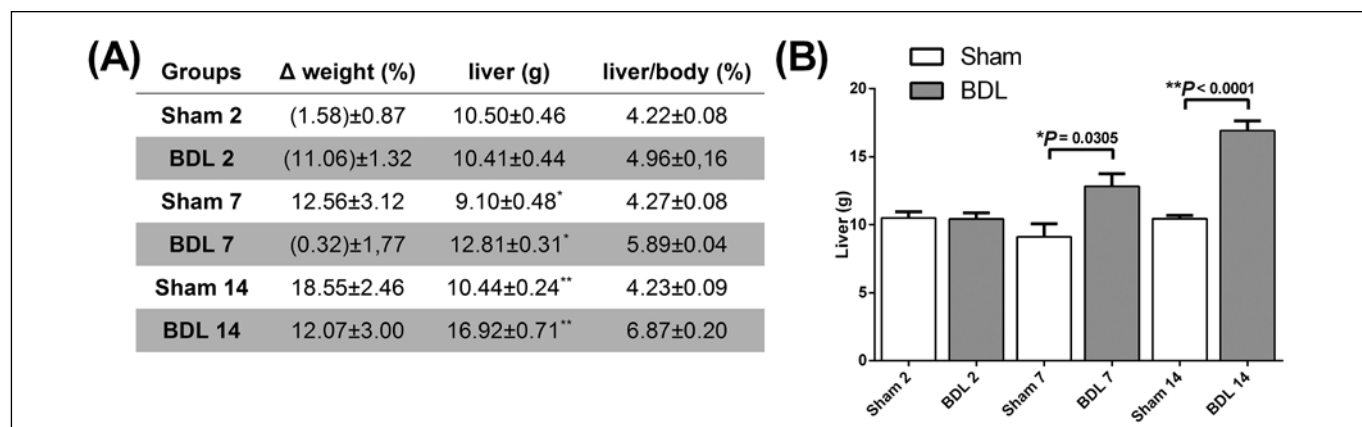 (A)
Groups Δ weight (%) liver (g) liver/body (%)
Sham 2 (1.58)±0.87 10.50±0.46 4.22±0.08
BDL 2 (11.06)±1.32 10.41±0.44 4.96±0,16
Sham 7 12.56±3.12 9.10±0.48* 4.27±0.08
BDL 7 (0.32)±1,77 12.81±0.31* 5.89±0.04
Sham 14 18.55±2.46 10.44±0.24** 4.23±0.09
BDL 14 12.07±3.00 16.92±0.71** 6.87±0.20
(B)
Sham
BDL
**P < 0.0001
*P = 0.0305
Liver (g)
20
15
10
5
0
Sham 2 BDL 2 Sham 7 BDL 7 Sham 14 BDL 14